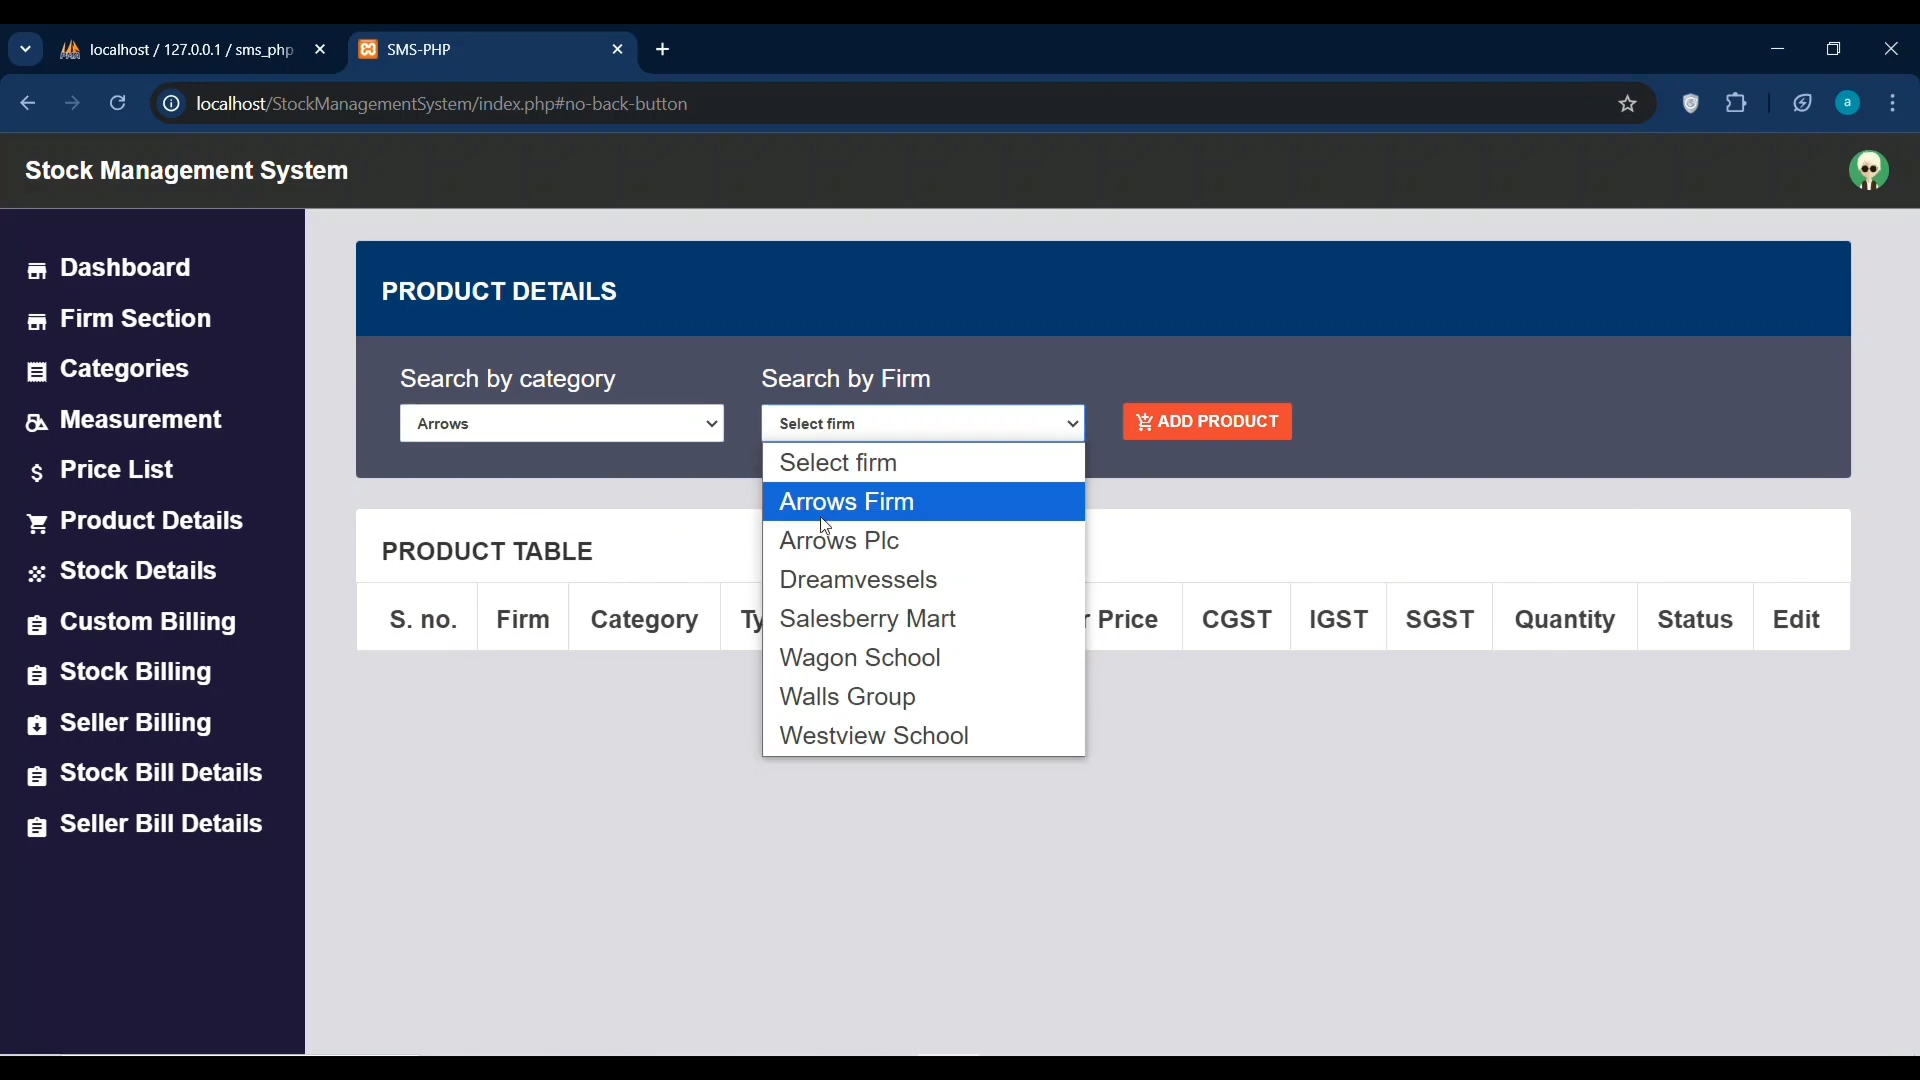 localhost / 127.0.0.1 / sms_php
SMS-PHP
localhost/StockManagementSystem/index.php#no-back-button
a
Stock Management System
Dashboard
Firm Section
Categories
Measurement
Price List
Product Details
Stock Details
Custom Billing
Stock Billing
Seller Billing
Stock Bill Details
Seller Bill Details
PRODUCT DETAILS
Search by category
Search by Firm
Arrows
Select firm
ADD PRODUCT
Select firm
Arrows Firm
Arrows Plc
Dreamvessels
Salesberry Mart
Wagon School
Walls Group
Westview School
PRODUCT TABLE
S. no. Firm Category Price CGST IGST SGST Quantity Status Edit